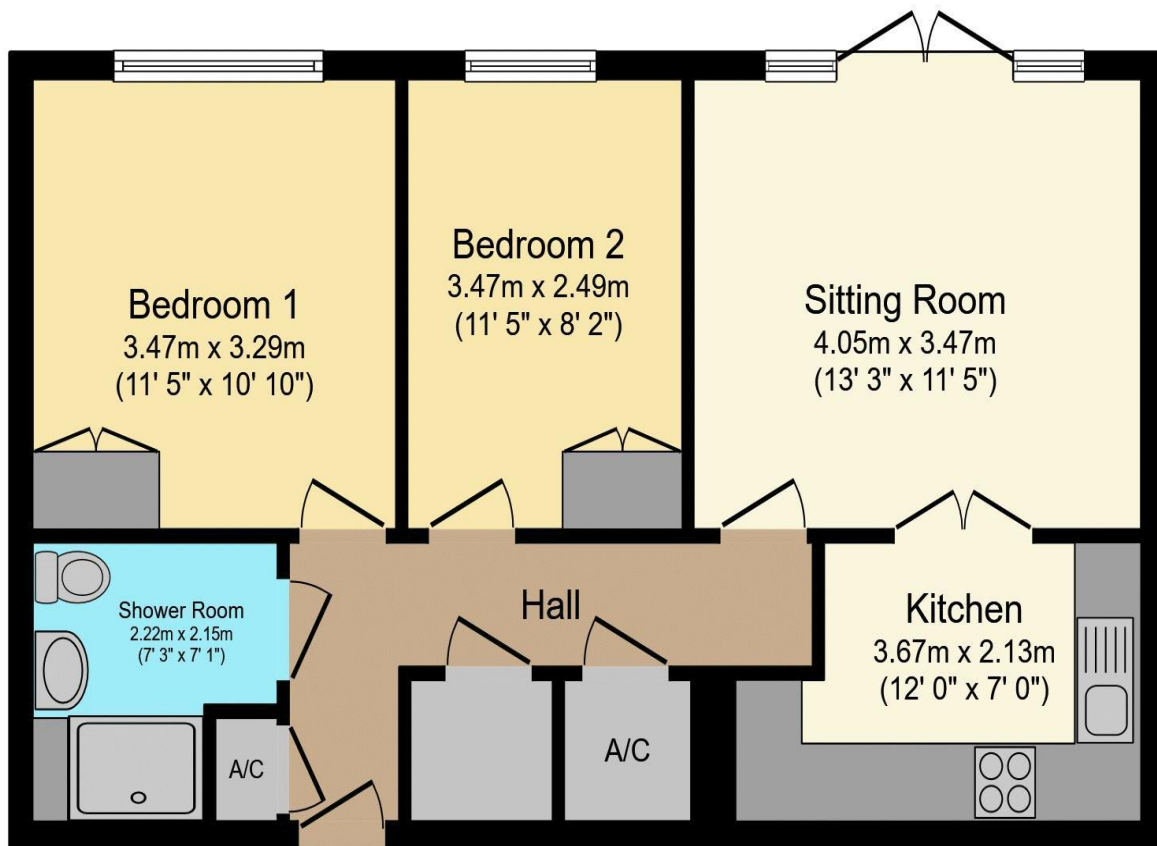 Bedroom 1
3.47m x 3.29m
(11' 5" x 10' 10")
Bedroom 2
3.47m x 2.49m
(11' 5" x 8' 2")
Sitting Room
4.05m x 3.47m
(13' 3" x 11' 5")
Shower Room
2.22m x 2.15m
(7' 3" x 7' 1")
Hall
Kitchen
3.67m x 2.13m
(12' 0" x 7' 0")
A/C
A/C